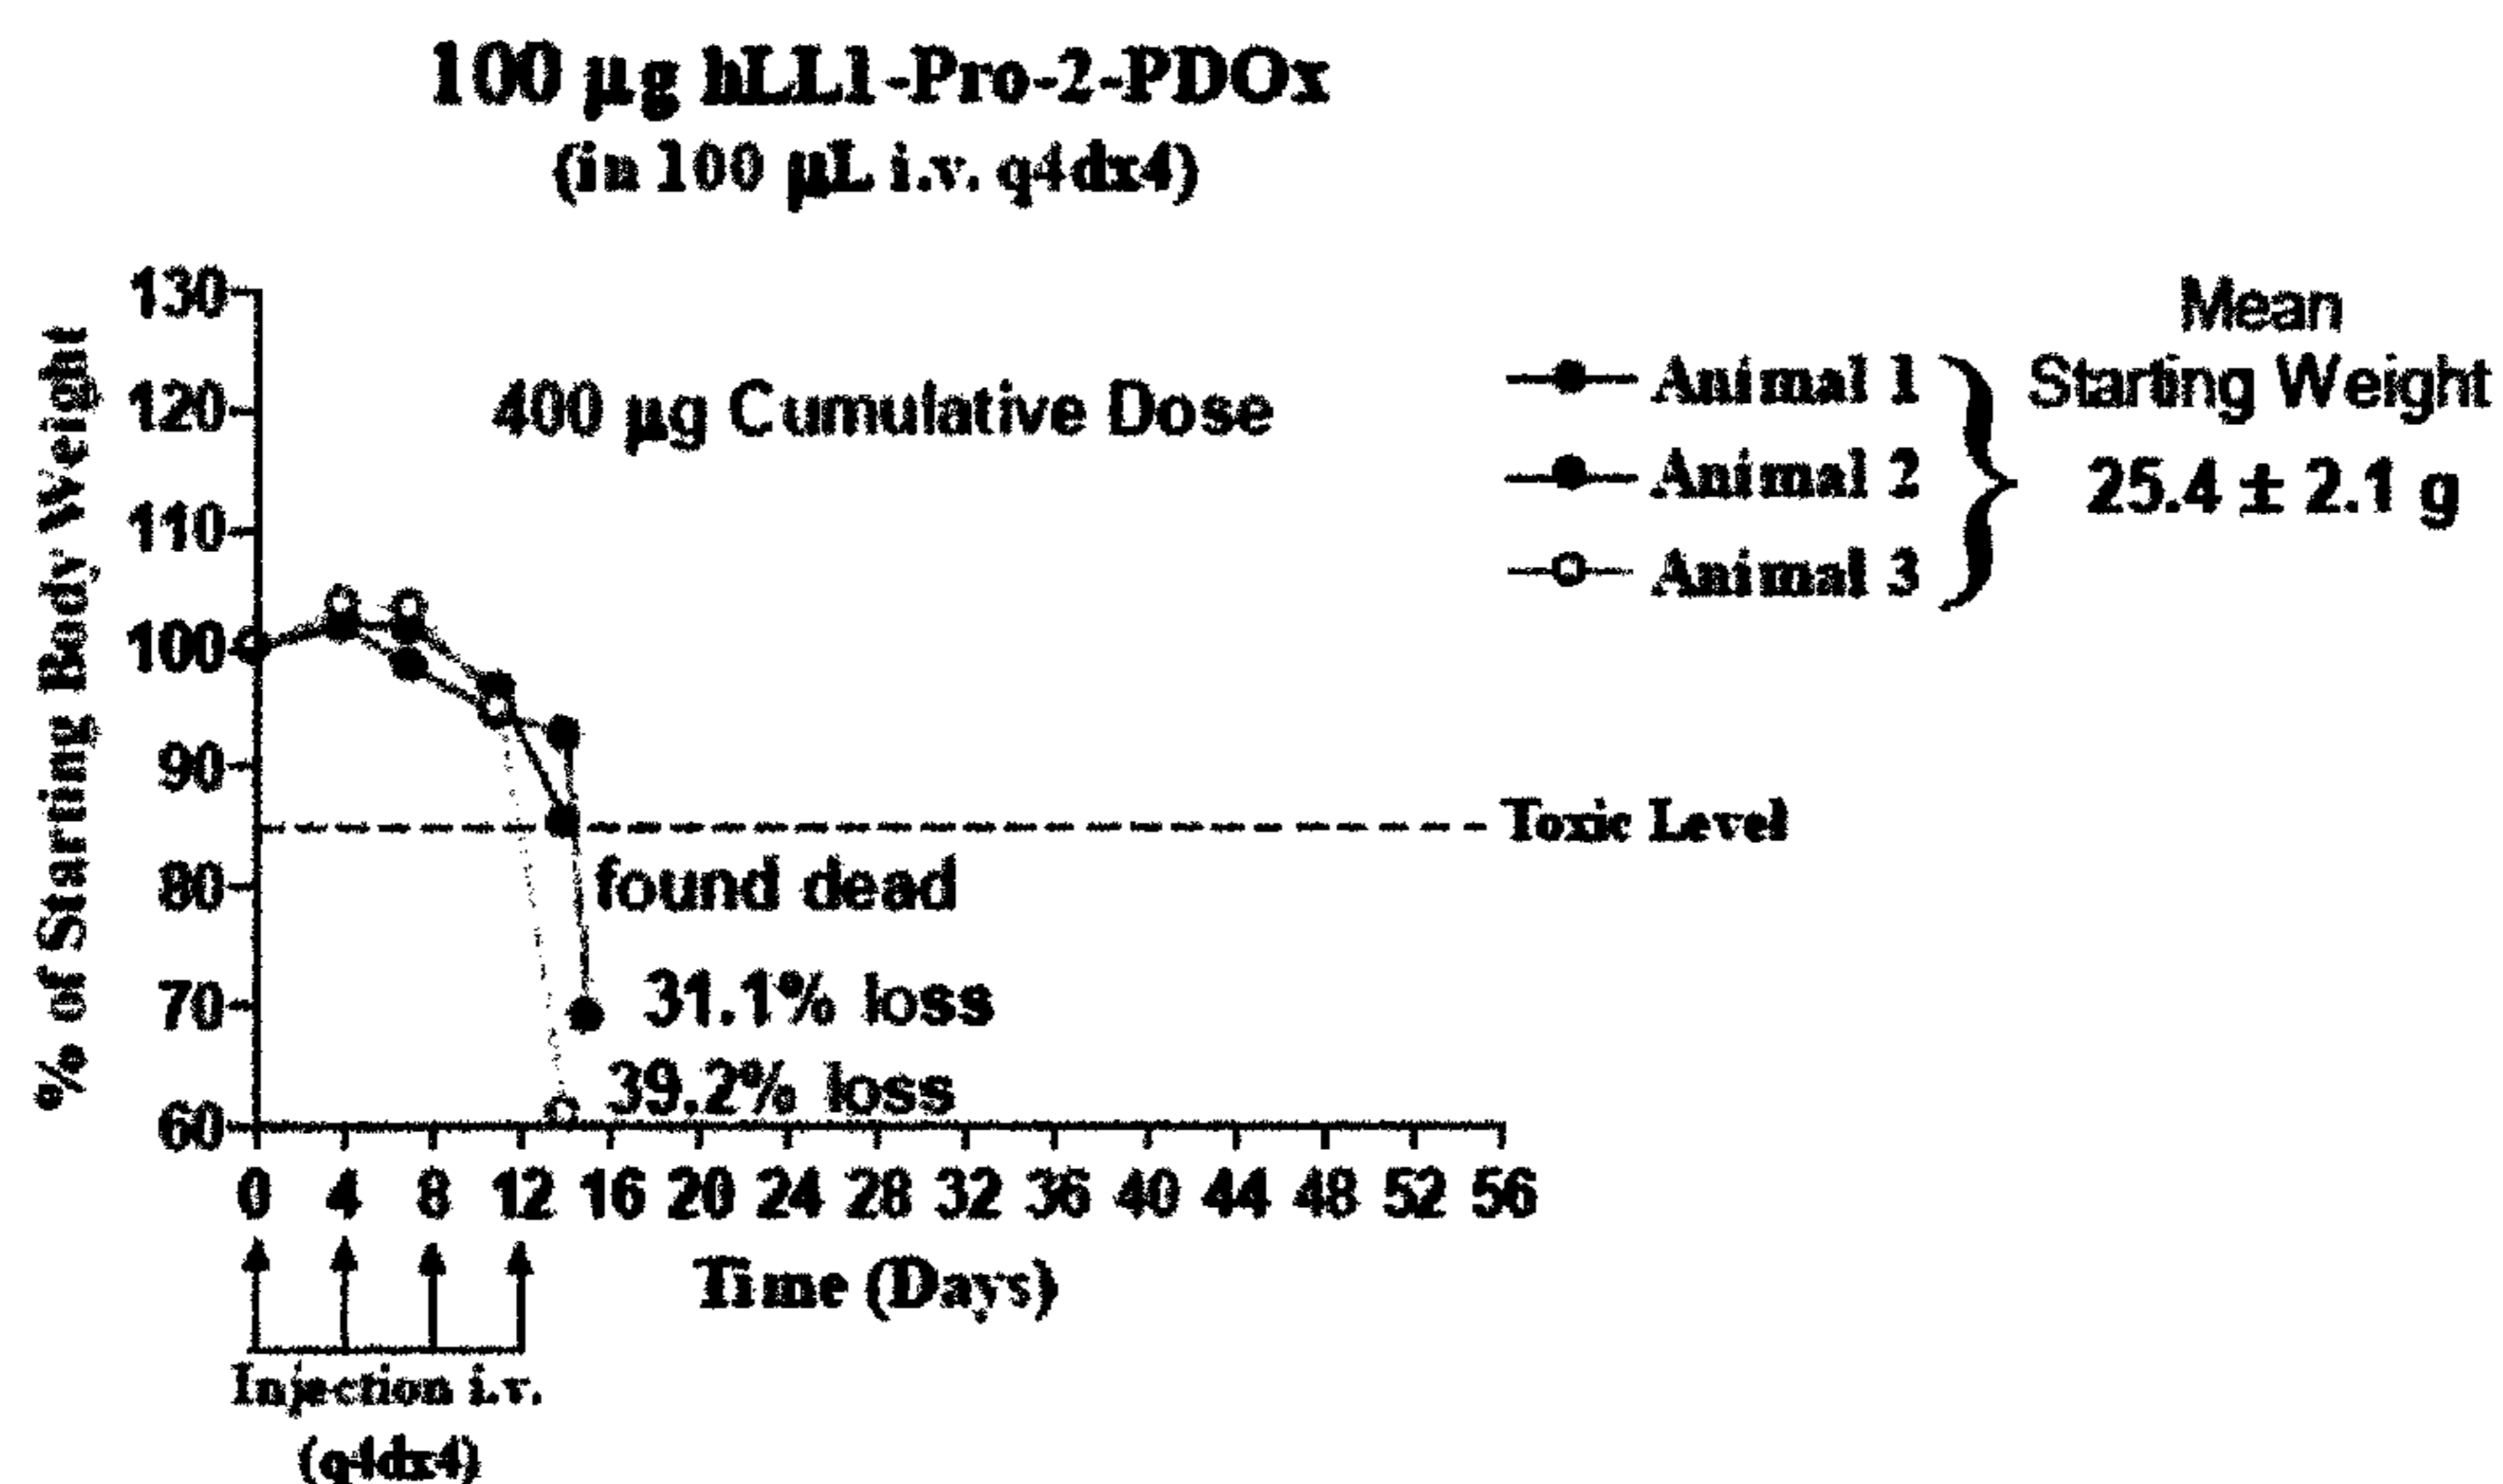 100 µg hLL1-Pro-2-PDOx
(in 100 µL i.v. q4dx4)
% of Starting Body Weight
130
120
110
100
90
80
70
60
400 µg Cumulative Dose
Animal 1
Animal 2
Animal 3
Mean
Starting Weight
25.4 ± 2.1 g
Toxic Level
found dead
31.1% loss
39.2% loss
0 4 8 12 16 20 24 28 32 36 40 44 48 52 56
Time (Days)
Injection i.v.
(q4dx4)